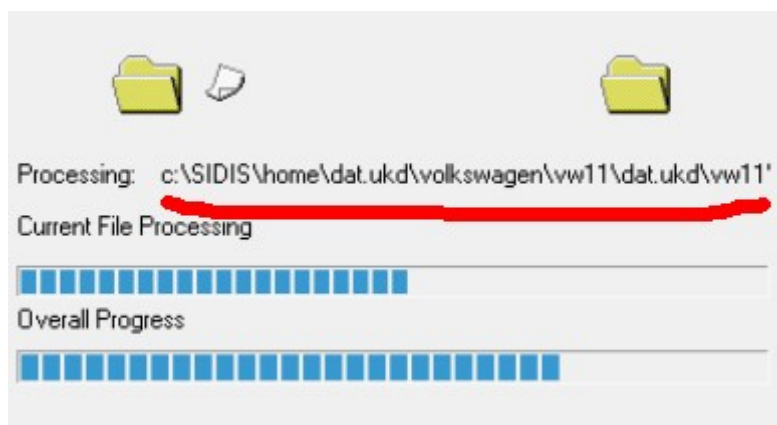 Processing: c:\SIDIS\home\dat.ukd\volkswagen\vw11\dat.ukd\vw11'
Current File Processing
Overall Progress